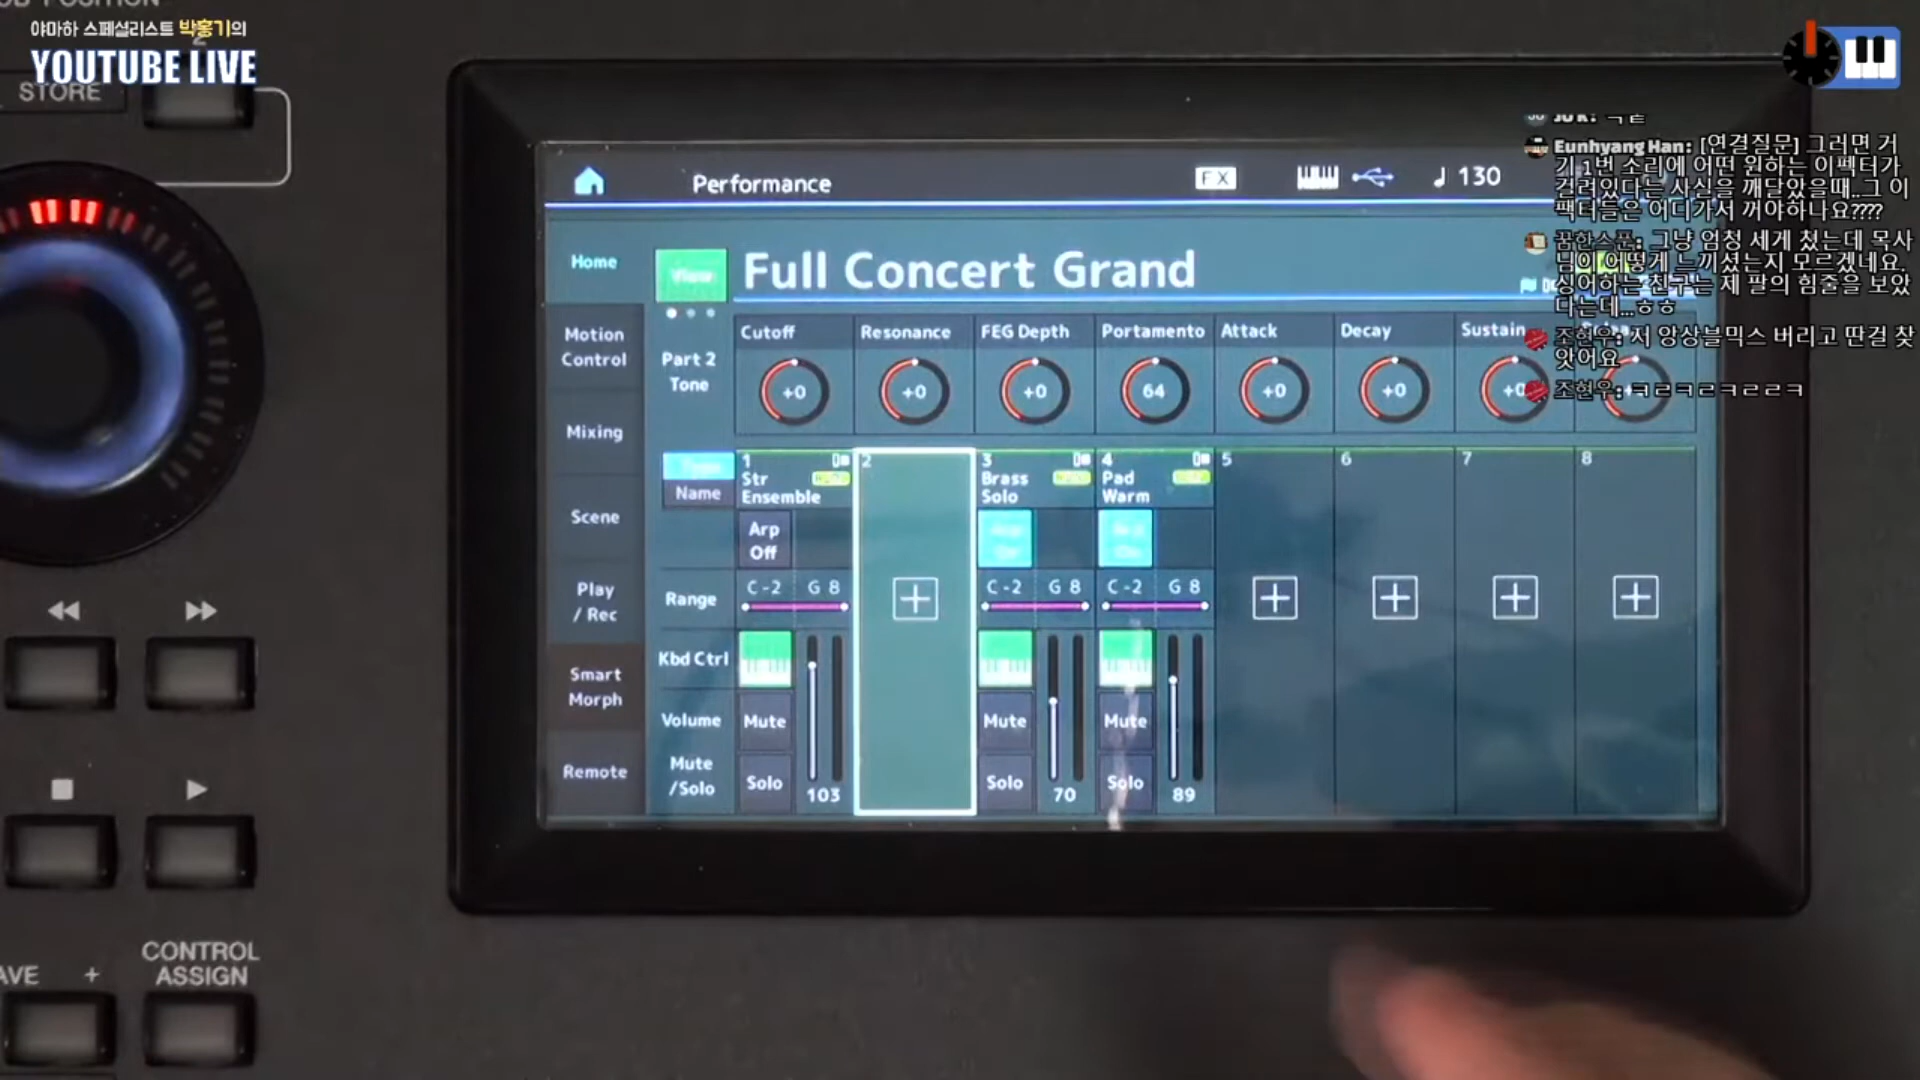 야마하 스페셜리스트 박홍기의
YOUTUBE LIVE
STORE
CONTROL
ASSIGN
+
Performance
FX
130
Home
Motion
Control
Mixing
Scene
Play
/ Rec
Smart
Morph
Remote
View
Full Concert Grand
Part 2
Tone
Cutoff
Resonance
FEG Depth
Portamento
Attack
Decay
Sustain
+0
+0
+0
64
+0
+0
+0
Name
Range
Kbd Ctrl
Volume
Mute
/Solo
1
Str
Ensemble
Arp
Off
C -2
G 8
Mute
Solo
103
2
3
Brass
Solo
C -2
G 8
Mute
Solo
70
4
Pad
Warm
C -2
G 8
Mute
Solo
89
5
6
7
8
Eunhyang Han: [연결질문] 그러면 거
기 1번 소리에 어떤 원하는 이펙터가
걸려있다는 사실을 깨달았을때..그 이
팩터들은 어디가서 꺼야하나요????
꿈한스푼: 그냥 엄청 세게 쳤는데 목사
님이 어떻게 느끼셨는지 모르겠네요.
싱어하는 친구는 제 팔의 힘줄을 보았
다는데...ㅎㅎ
조현우: 저 앙상블믹스 버리고 딴걸 찾
앗어요
조현우: ㅋㄹㅋㄹㅋㄹㄹㅋ